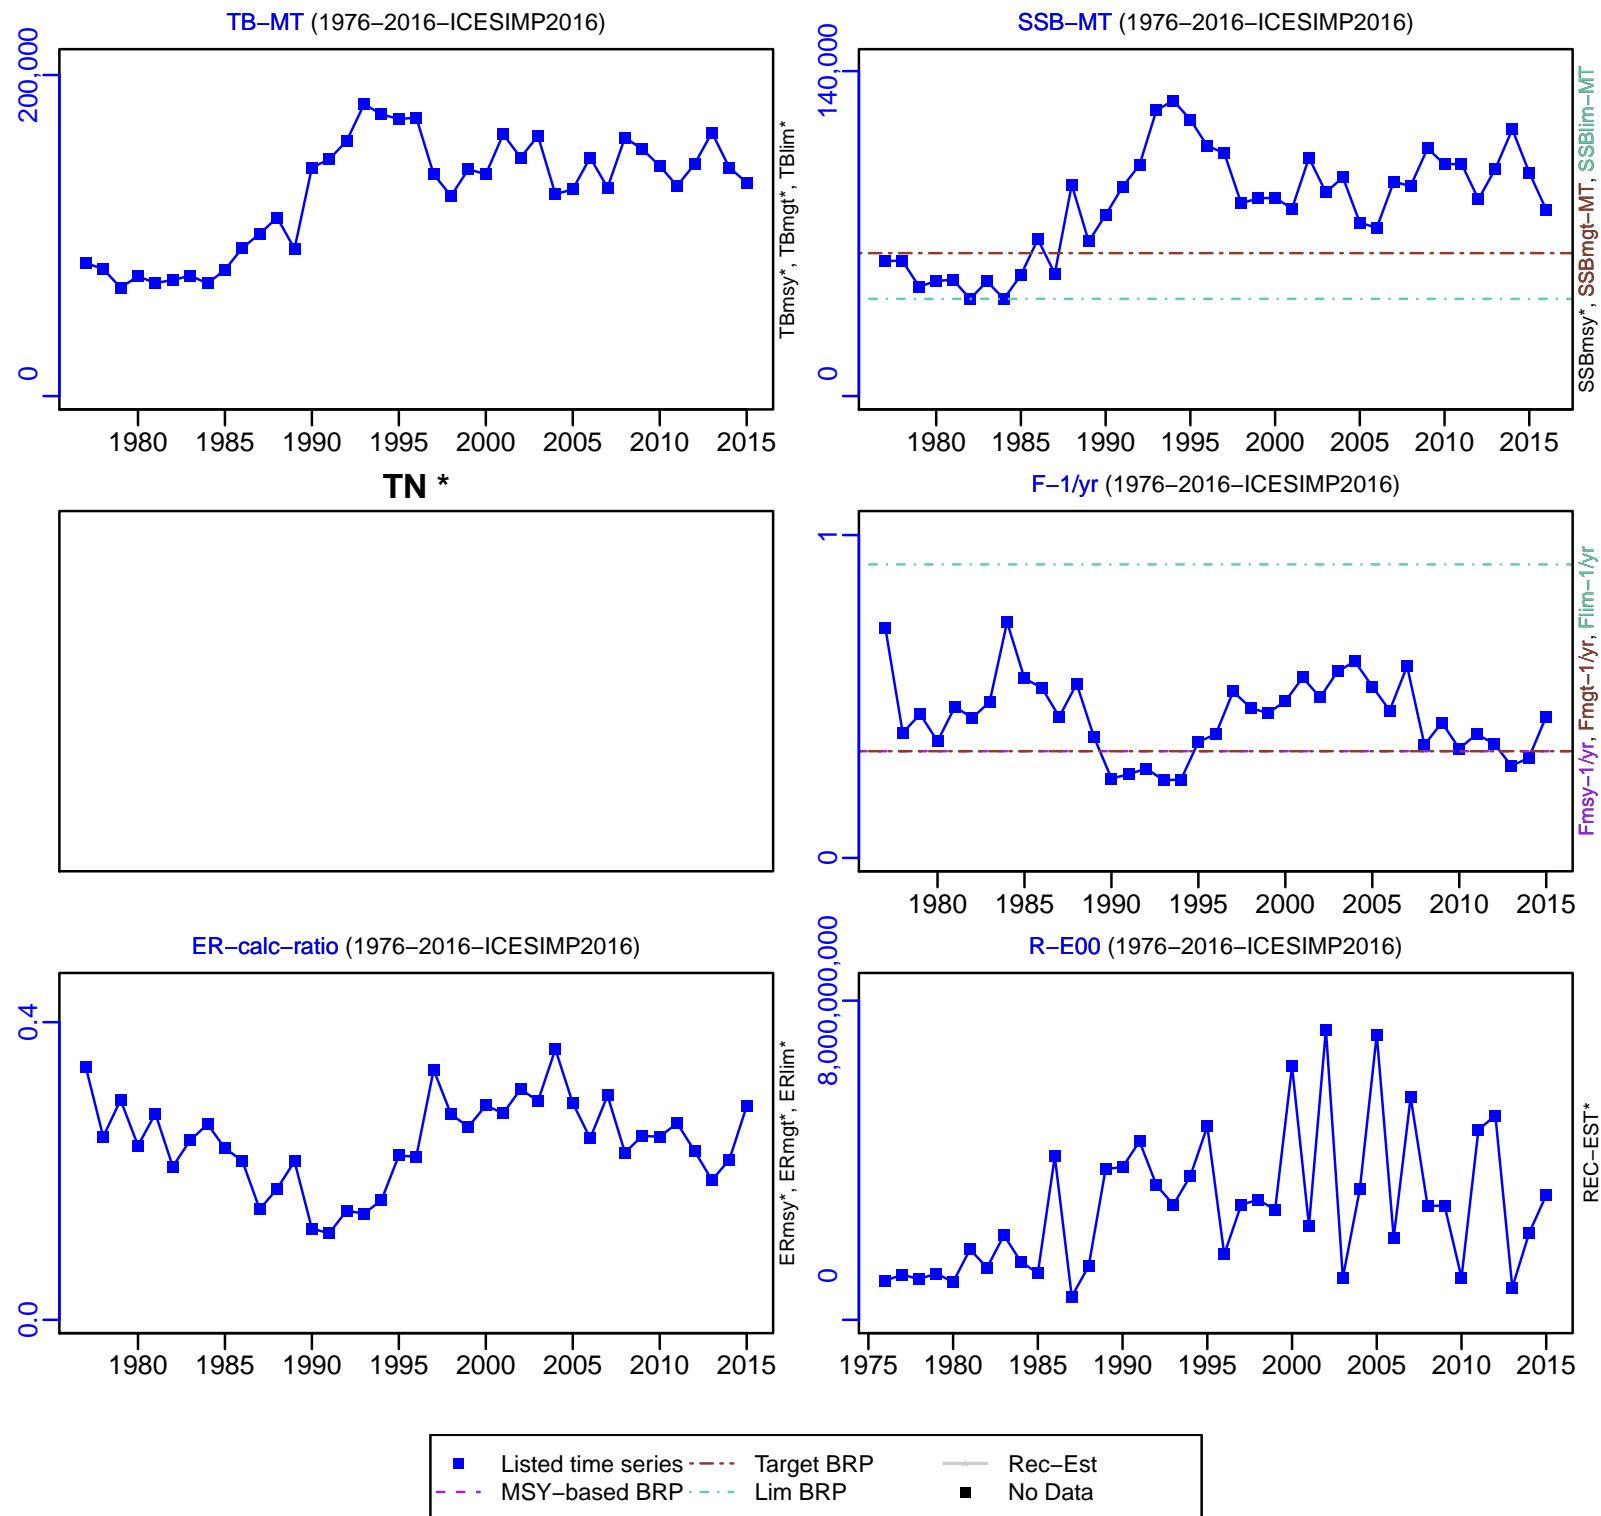 TB−MT (1976−2016−ICESIMP2016)
200,000
0
TBmsy*, TBmgt*, TBlim*
1980 1985 1990 1995 2000 2005 2010 2015
SSB−MT (1976−2016−ICESIMP2016)
140,000
0
SSBmsy*, SSBmgt−MT, SSBlim−MT
1980 1985 1990 1995 2000 2005 2010 2015
TN *
F−1/yr (1976−2016−ICESIMP2016)
1
0
Fmsy−1/yr, Fmgt−1/yr, Flim−1/yr
1980 1985 1990 1995 2000 2005 2010 2015
ER−calc−ratio (1976−2016−ICESIMP2016)
0.4
0.0
ERmsy*, ERmgt*, ERlim*
1980 1985 1990 1995 2000 2005 2010 2015
R−E00 (1976−2016−ICESIMP2016)
8,000,000
0
REC−EST*
1975 1980 1985 1990 1995 2000 2005 2010 2015
Listed time series Target BRP Rec−Est
MSY−based BRP Lim BRP No Data